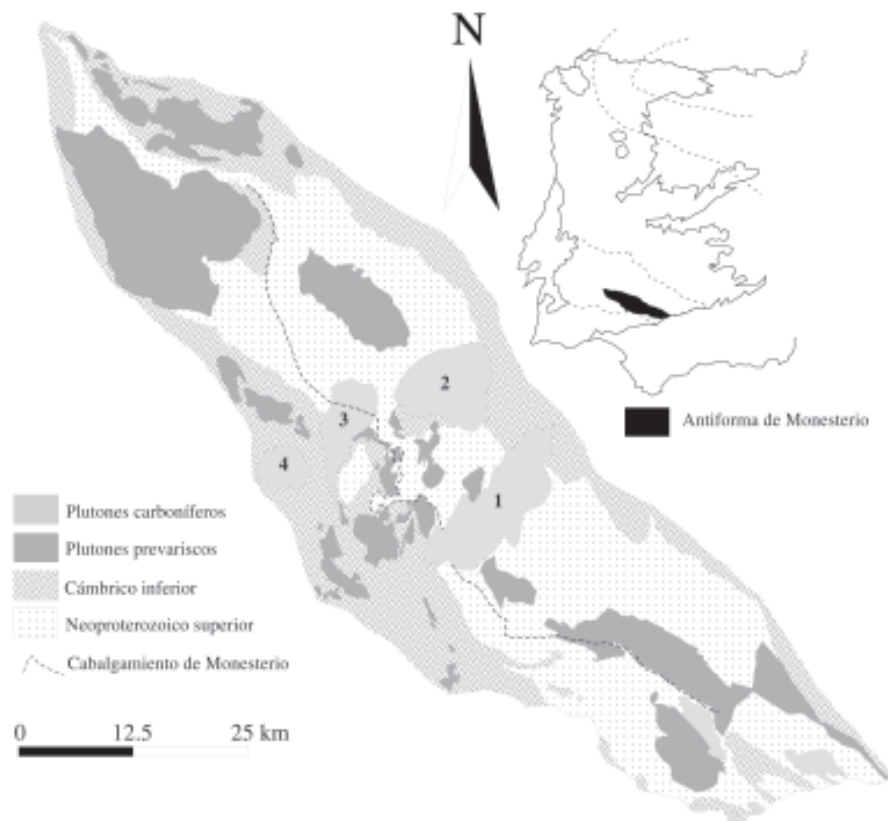 N
2
3
4
1
Antiforma de Monesterio
Plutones carboníferos
Plutones prevariscos
Cámbrico inferior
Neoproterozoico superior
Cabalgamiento de Monesterio
0 12.5 25 km